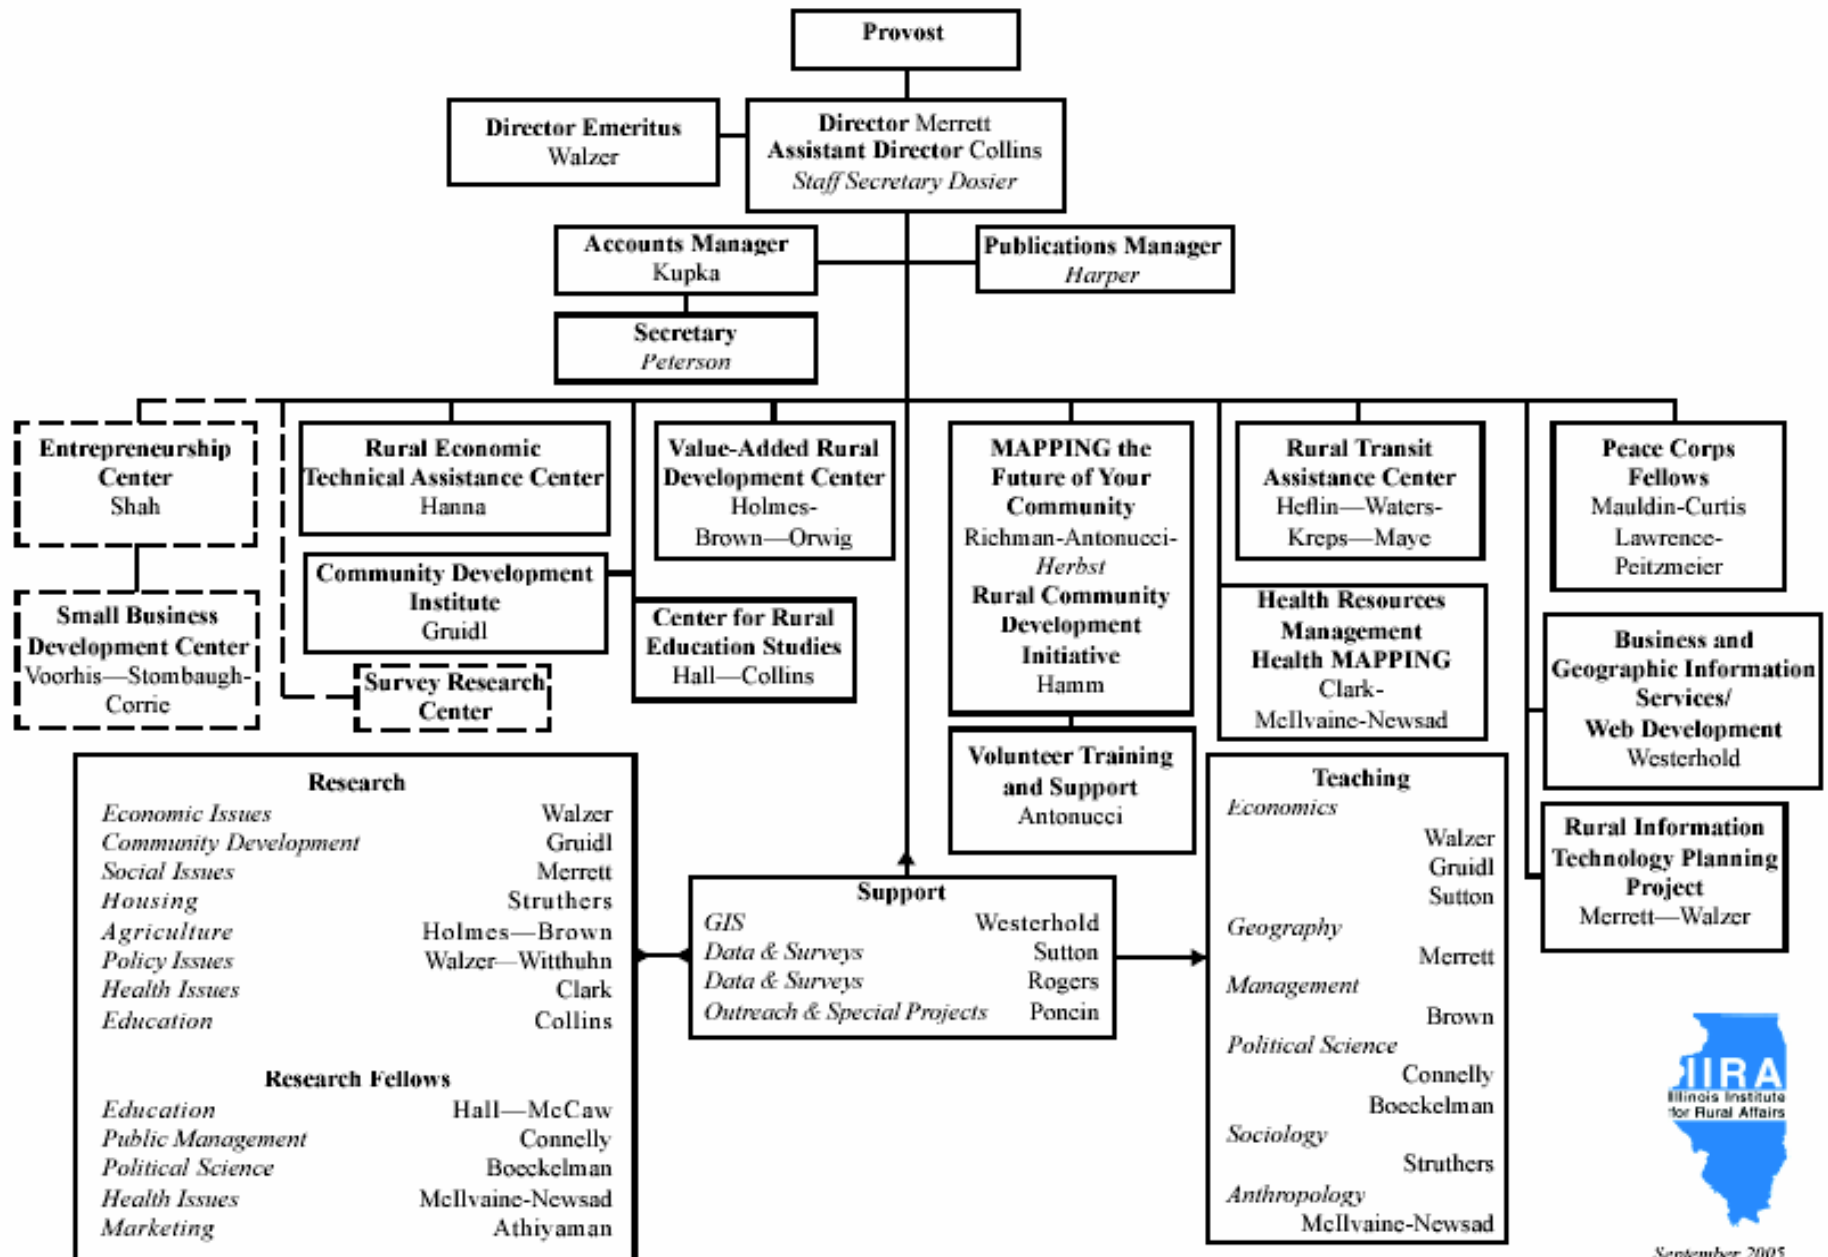 Provost
Director Emeritus
Walzer
Director Merrett
Assistant Director Collins
Staff Secretary Dosier
Accounts Manager
Kupka
Publications Manager
Harper
Secretary
Peterson
Entrepreneurship
Center
Shah
Rural Economic
Technical Assistance Center
Hanna
Value-Added Rural
Development Center
Holmes-
Brown—Orwig
MAPPING the
Future of Your
Community
Richman-Antonucci-
Herbst
Rural Community
Development
Initiative
Hamm
Rural Transit
Assistance Center
Heflin—Waters-
Kreps—Maye
Peace Corps
Fellows
Mauldin-Curtis
Lawrence-
Peitzmeier
Small Business
Development Center
Voorhis—Stombaugh-
Corrie
Community Development
Institute
Gruidl
Survey Research
Center
Center for Rural
Education Studies
Hall—Collins
Volunteer Training
and Support
Antonucci
Health Resources
Management
Health MAPPING
Clark-
McIlvaine-Newsad
Business and
Geographic Information
Services/
Web Development
Westerhold
Rural Information
Technology Planning
Project
Merrett—Walzer
Research
Economic Issues Walzer
Community Development Gruidl
Social Issues Merrett
Housing Struthers
Agriculture Holmes—Brown
Policy Issues Walzer—Witthuhn
Health Issues Clark
Education Collins
Research Fellows
Education Hall—McCaw
Public Management Connelly
Political Science Boeckelman
Health Issues McIlvaine-Newsad
Marketing Athiyaman
Support
GIS Westerhold
Data & Surveys Sutton
Data & Surveys Rogers
Outreach & Special Projects Poncin
Teaching
Economics
Walzer
Gruidl
Sutton
Geography
Merrett
Management
Brown
Political Science
Connelly
Boeckelman
Sociology
Struthers
Anthropology
McIlvaine-Newsad
IIRA
Illinois Institute
for Rural Affairs
September 2005